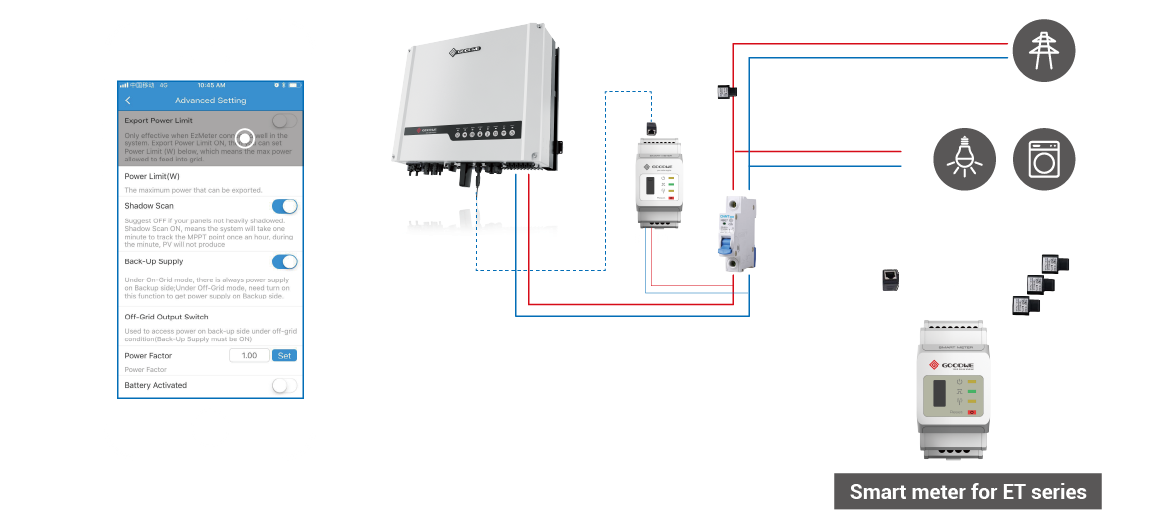 中国移动 4G 10:45 AM
Advanced Setting
Export Power Limit
Only effective when EzMeter well in the
system. Export Power Limit ON, can set
Power Limit (W) below, which means the max power
allowed to feed into grid.
Power Limit(W)
The maximum power that can be exported.
Shadow Scan
Suggest OFF if your panels not heavily shadowed.
Shadow Scan ON, means the system will take one
minute to track the MPPT point once an hour, during
the minute, PV will not produce
Back-Up Supply
Under On-Grid mode, there is always power supply
on Backup side;Under Off-Grid mode, need turn on
this function to get power supply on Backup side.
Off-Grid Output Switch
Used to access power on back-up side under off-grid
condition(Back-Up Supply must be ON)
Power Factor 1.00 Set
Power Factor
Battery Activated
GOODWE
GOODWE
GOODWE
SMART METER
GOODWE
Smart meter for ET series